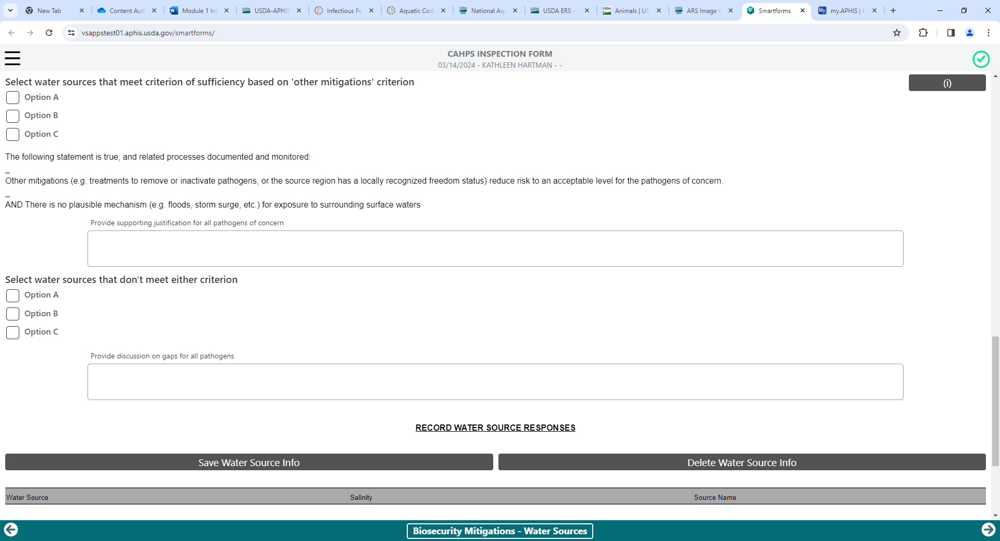 New Tab
Content Aut
Module 1 Int
USDA-APHIS
Infectious Pa
Aquatic Cod
National Aqu
USDA ERS -
Animals | US
ARS Image G
Smartforms
my.APHIS | H
vsappstest01.aphis.usda.gov/smartforms/
CAHPS INSPECTION FORM
03/14/2024 - KATHLEEN HARTMAN - -
Select water sources that meet criterion of sufficiency based on 'other mitigations' criterion
(i)
Option A
Option B
Option C
The following statement is true, and related processes documented and monitored:
_
Other mitigations (e.g. treatments to remove or inactivate pathogens, or the source region has a locally recognized freedom status) reduce risk to an acceptable level for the pathogens of concern.
_
AND There is no plausible mechanism (e.g. floods, storm surge, etc.) for exposure to surrounding surface waters
Provide supporting justification for all pathogens of concern
Select water sources that don't meet either criterion
Option A
Option B
Option C
Provide discussion on gaps for all pathogens
RECORD WATER SOURCE RESPONSES
Save Water Source Info
Delete Water Source Info
Water Source
Salinity
Source Name
Biosecurity Mitigations - Water Sources